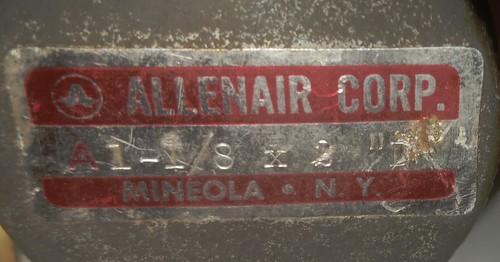 ALLENAIR CORP.
A 1-1/8 x 2 "
MINEOLA • N.Y.